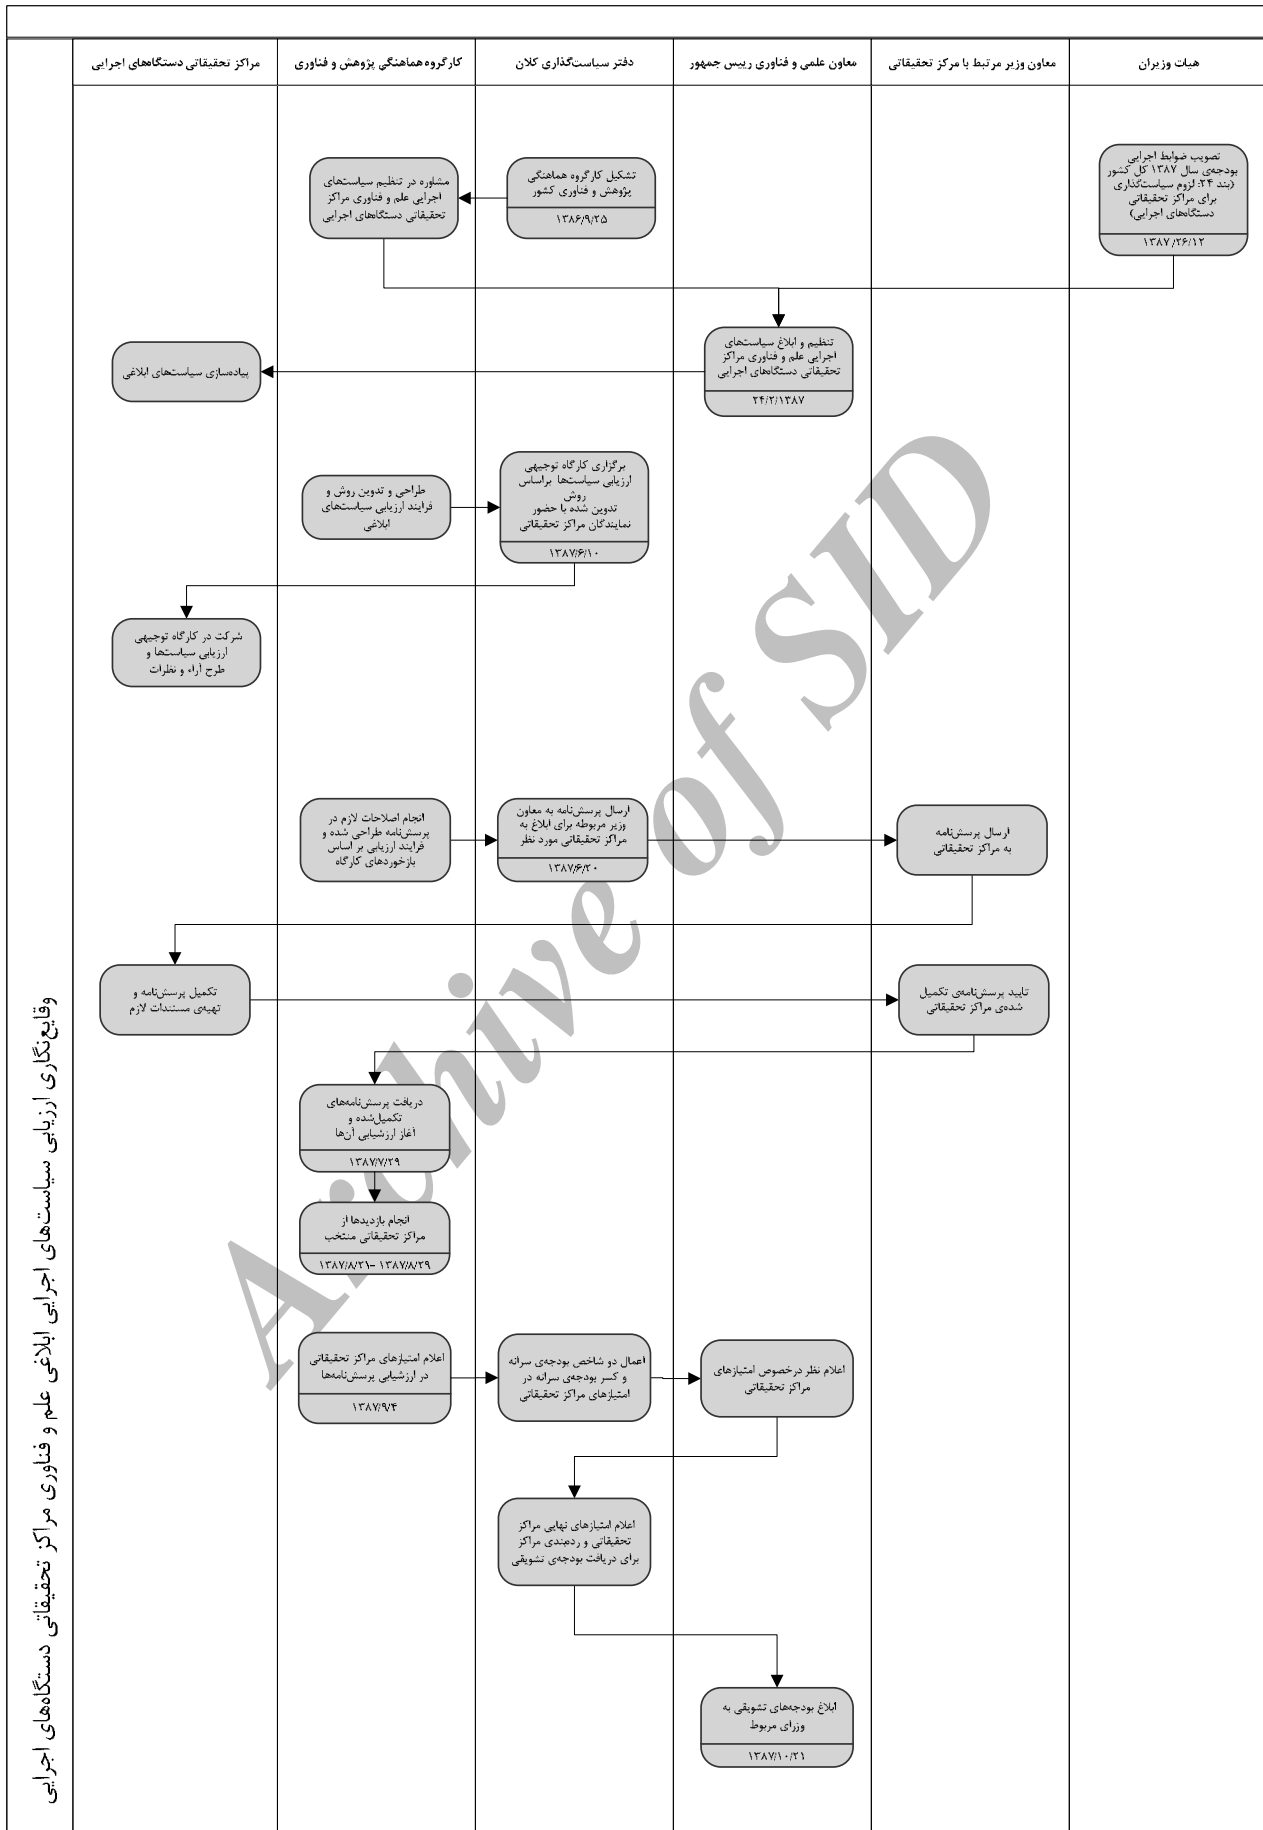 هیات وزیران
معاون وزیر مرتبط با مرکز تحقیقاتی
معاون علمی و فناوری رییس جمهور
دفتر سیاست‌گذاری کلان
کارگروه هماهنگی پژوهش و فناوری
مراکز تحقیقاتی دستگاه‌های اجرایی
تصویب ضوابط اجرایی
بودجه‌ی سال ۱۳۸۷ کل کشور
(بند ۲۴: لزوم سیاست‌گذاری
برای مراکز تحقیقاتی
دستگاه‌های اجرایی)
۱۳۸۷/۲۶/۱۲
تشکیل کارگروه هماهنگی
پژوهش و فناوری کشور
۱۳۸۶/۹/۲۵
مشاوره در تنظیم سیاست‌های
اجرایی علم و فناوری مراکز
تحقیقاتی دستگاه‌های اجرایی
تنظیم و ابلاغ سیاست‌های
اجرایی علم و فناوری مراکز
تحقیقاتی دستگاه‌های اجرایی
۲۴/۲/۱۳۸۷
پیاده‌سازی سیاست‌های ابلاغی
برگزاری کارگاه توجیهی
ارزیابی سیاست‌ها براساس
روش
تدوین شده با حضور
نمایندگان مراکز تحقیقاتی
۱۳۸۷/۶/۱۰
طراحی و تدوین روش و
فرایند ارزیابی سیاست‌های
ابلاغی
شرکت در کارگاه توجیهی
ارزیابی سیاست‌ها و
طرح آراء و نظرات
ارسال پرسش‌نامه
به مراکز تحقیقاتی
ارسال پرسش‌نامه به معاون
وزیر مربوطه برای ابلاغ به
مراکز تحقیقاتی مورد نظر
۱۳۸۷/۶/۲۰
انجام اصلاحات لازم در
پرسش‌نامه طراحی شده و
فرایند ارزیابی بر اساس
بازخوردهای کارگاه
تایید پرسش‌نامه‌ی تکمیل
شده‌ی مراکز تحقیقاتی
تکمیل پرسش‌نامه و
تهیه‌ی مستندات لازم
دریافت پرسش‌نامه‌های
تکمیل‌شده و
آغاز ارزشیابی آن‌ها
۱۳۸۷/۷/۲۹
انجام بازدیدها از
مراکز تحقیقاتی منتخب
۱۳۸۷/۸/۲۱- ۱۳۸۷/۸/۲۹
اعلام نظر درخصوص امتیازهای
مراکز تحقیقاتی
اعمال دو شاخص بودجه‌ی سرانه
و کسر بودجه‌ی سرانه در
امتیازهای مراکز تحقیقاتی
اعلام امتیازهای مراکز تحقیقاتی
در ارزشیابی پرسش‌نامه‌ها
۱۳۸۷/۹/۴
اعلام امتیازهای نهایی مراکز
تحقیقاتی و رده‌بندی مراکز
برای دریافت بودجه‌ی تشویقی
ابلاغ بودجه‌های تشویقی به
وزرای مربوط
۱۳۸۷/۱۰/۲۱
وقایع‌نگاری ارزیابی سیاست‌های اجرایی ابلاغی علم و فناوری مراکز تحقیقاتی دستگاه‌های اجرایی
Archive of SID